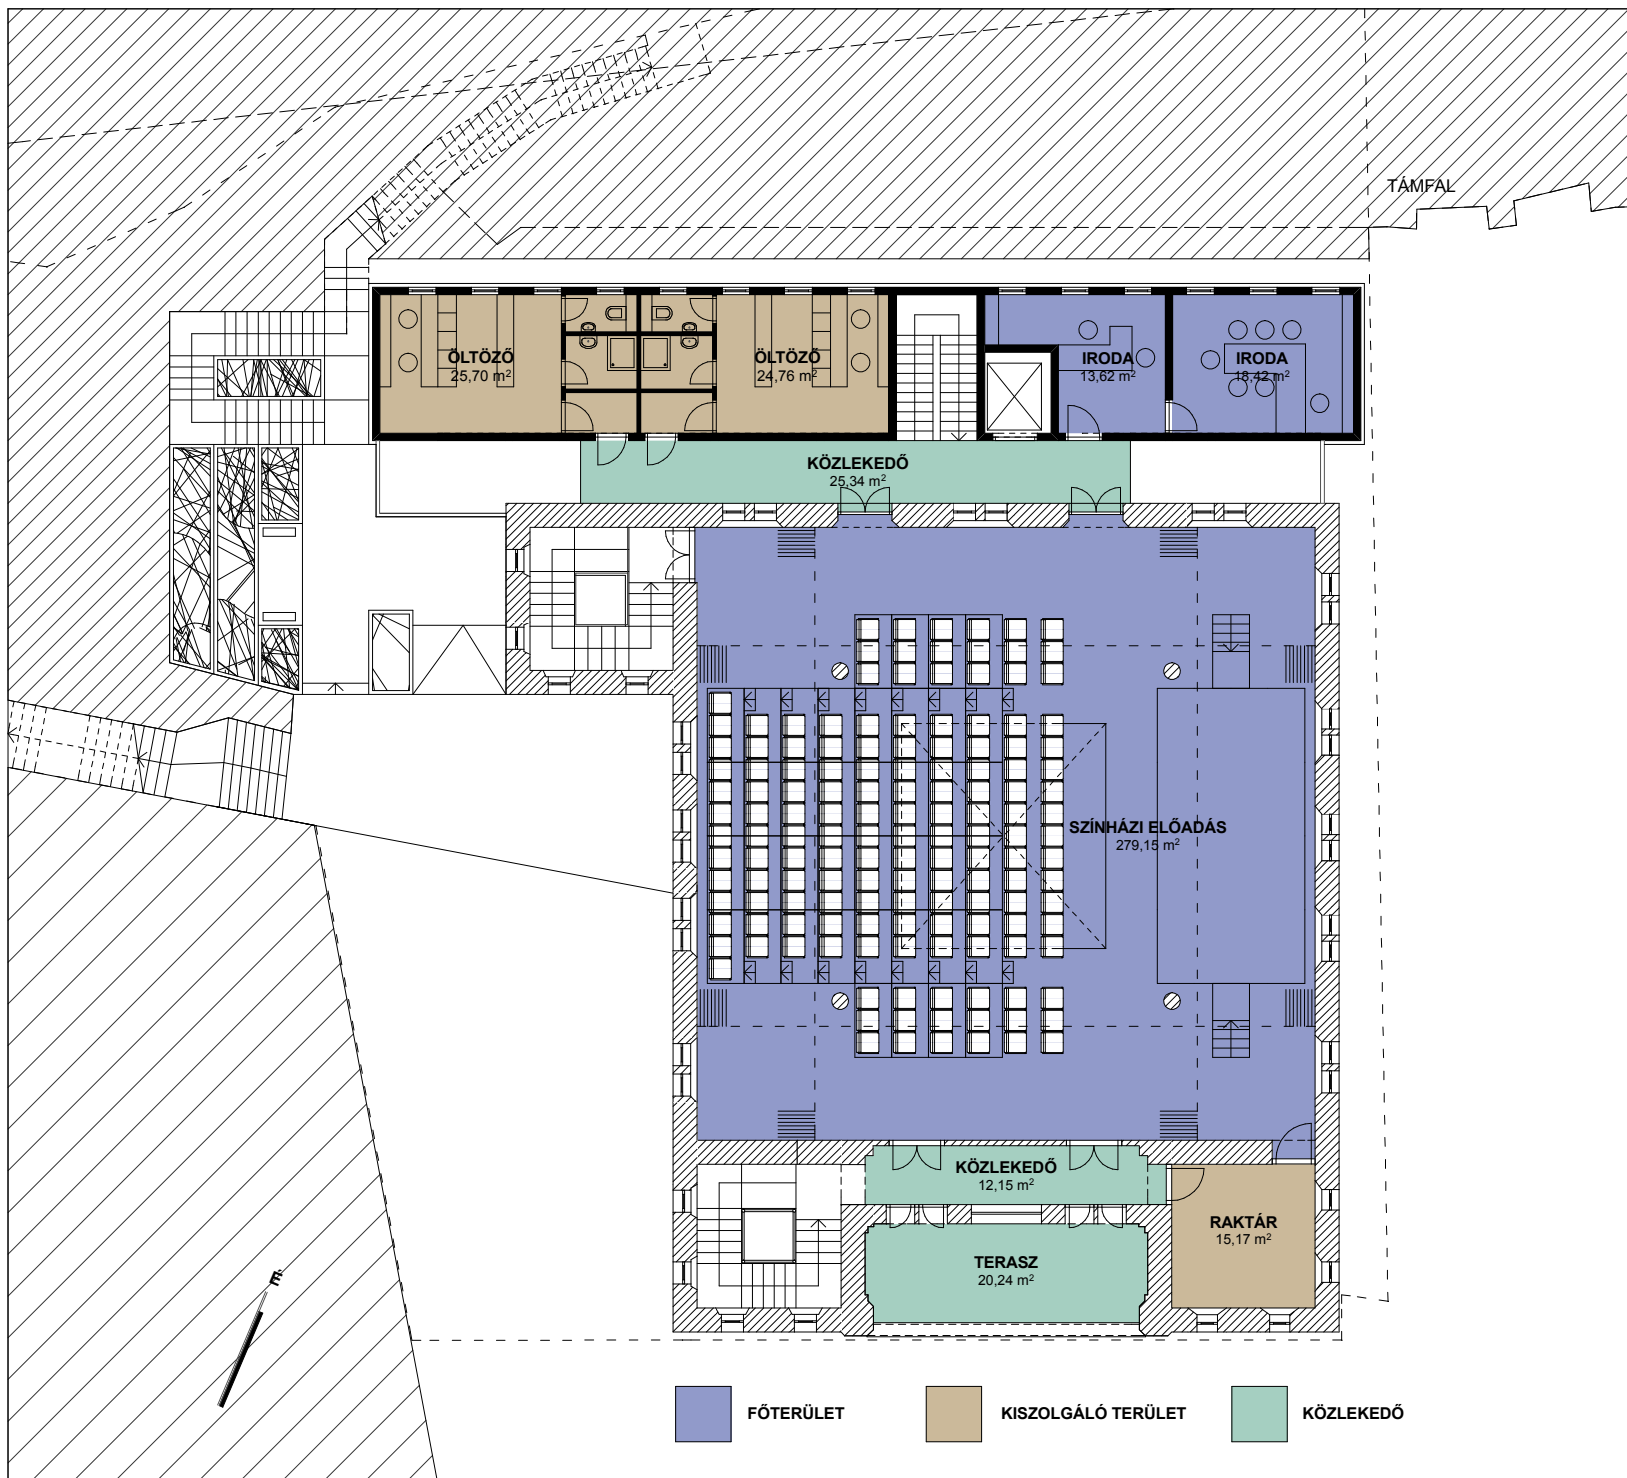 TÁMFAL
ÖLTÖZŐ
25,70 m²
ÖLTÖZŐ
24,76 m²
IRODA
13,62 m²
IRODA
18,42 m²
KÖZLEKEDŐ
25,34 m²
SZÍNHÁZI ELŐADÁS
279,15 m²
KÖZLEKEDŐ
12,15 m²
RAKTÁR
15,17 m²
TERASZ
20,24 m²
É
FŐTERÜLET
KISZOLGÁLÓ TERÜLET
KÖZLEKEDŐ